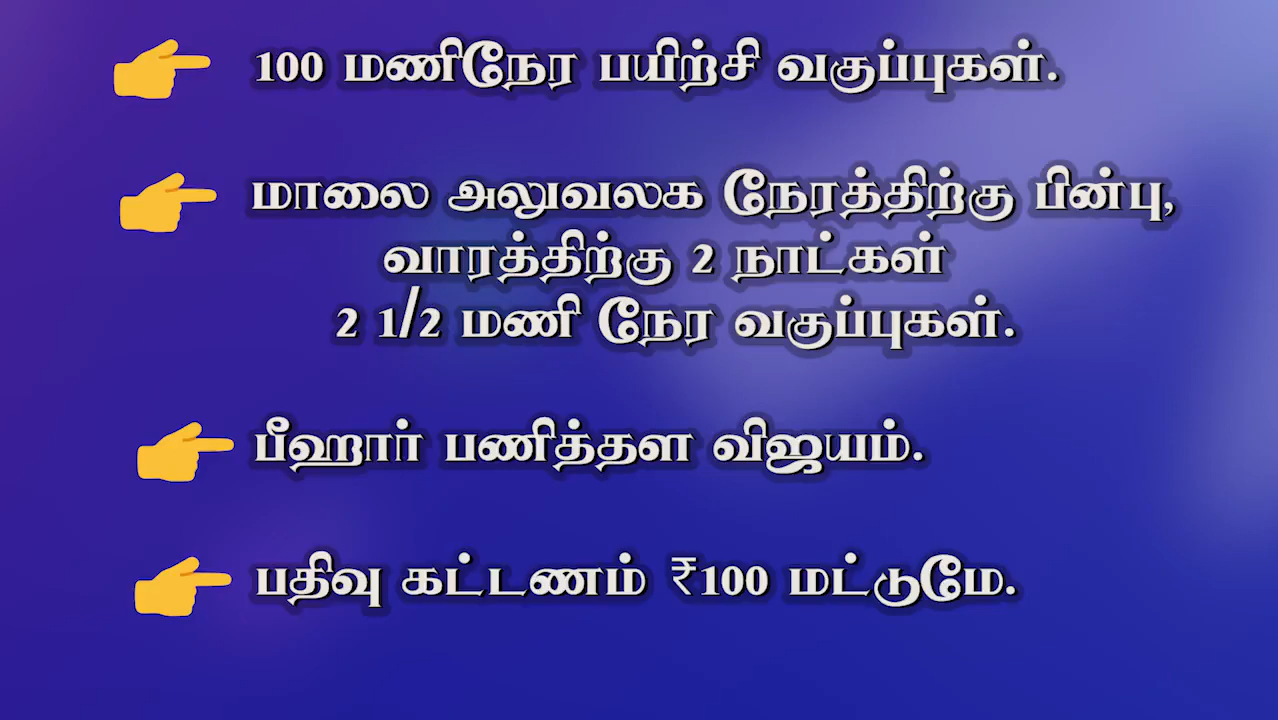 100 மணிநேர பயிற்சி வகுப்புகள்.
மாலை அலுவலக நேரத்திற்கு பின்பு,
வாரத்திற்கு 2 நாட்கள்
2 1/2 மணி நேர வகுப்புகள்.
பீஹார் பணித்தள விஜயம்.
பதிவு கட்டணம் ₹100 மட்டுமே.